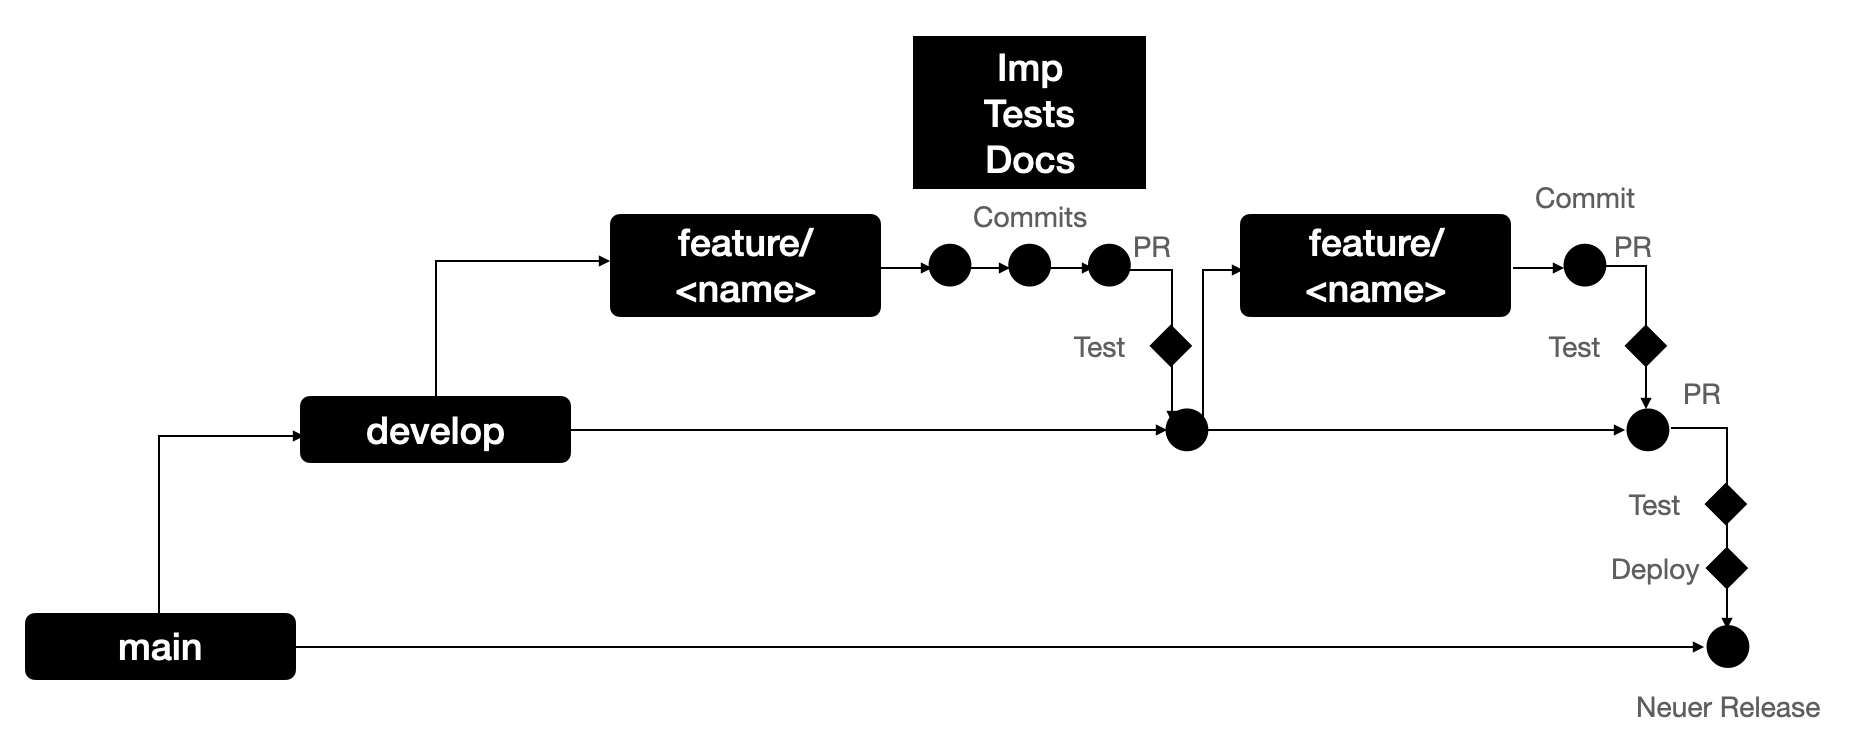 Imp
Tests
Docs
Commits
PR
feature/
<name>
Test
feature/
<name>
Commit
PR
Test
develop
PR
Test
Deploy
main
Neuer Release